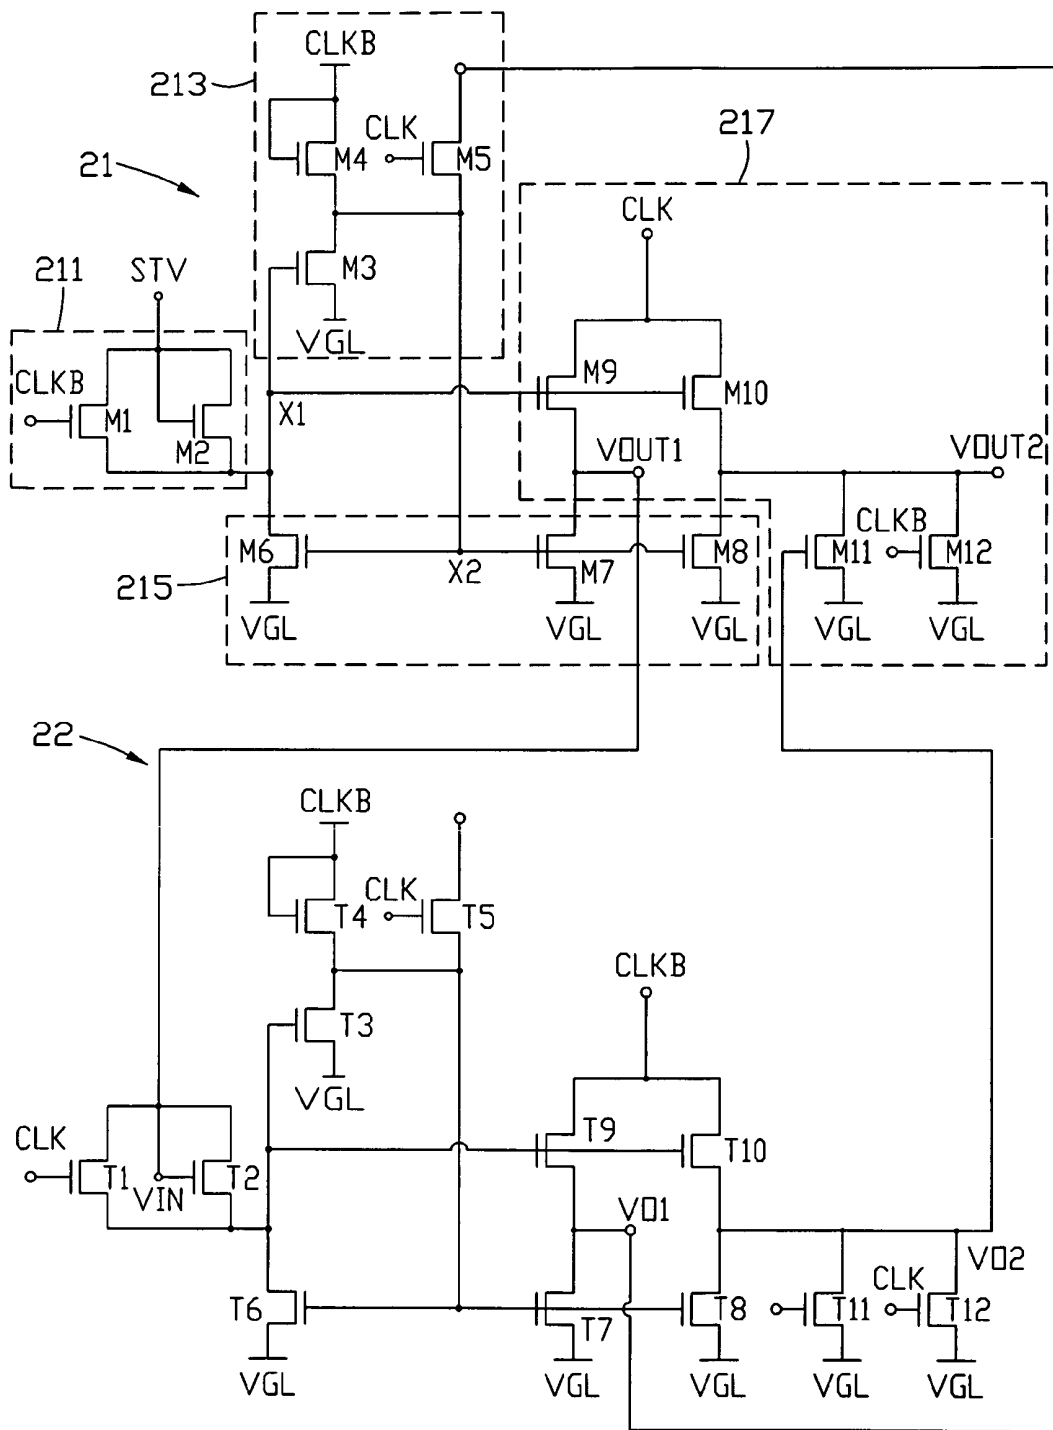 CLKB
213
CLK
217
M4
M5
21
CLK
211
STV
M3
VGL
CLKB
M9
M1
X1
M10
M2
VOUT1
VOUT2
CLKB
M6
X2
M7
M8
M11
M12
215
VGL
VGL
VGL
VGL
VGL
22
CLKB
CLK
T4
T5
CLKB
T3
VGL
CLK
T9
T1
VIN
T2
T10
VO1
VO2
CLK
T6
T7
T8
T11
T12
VGL
VGL
VGL
VGL
VGL